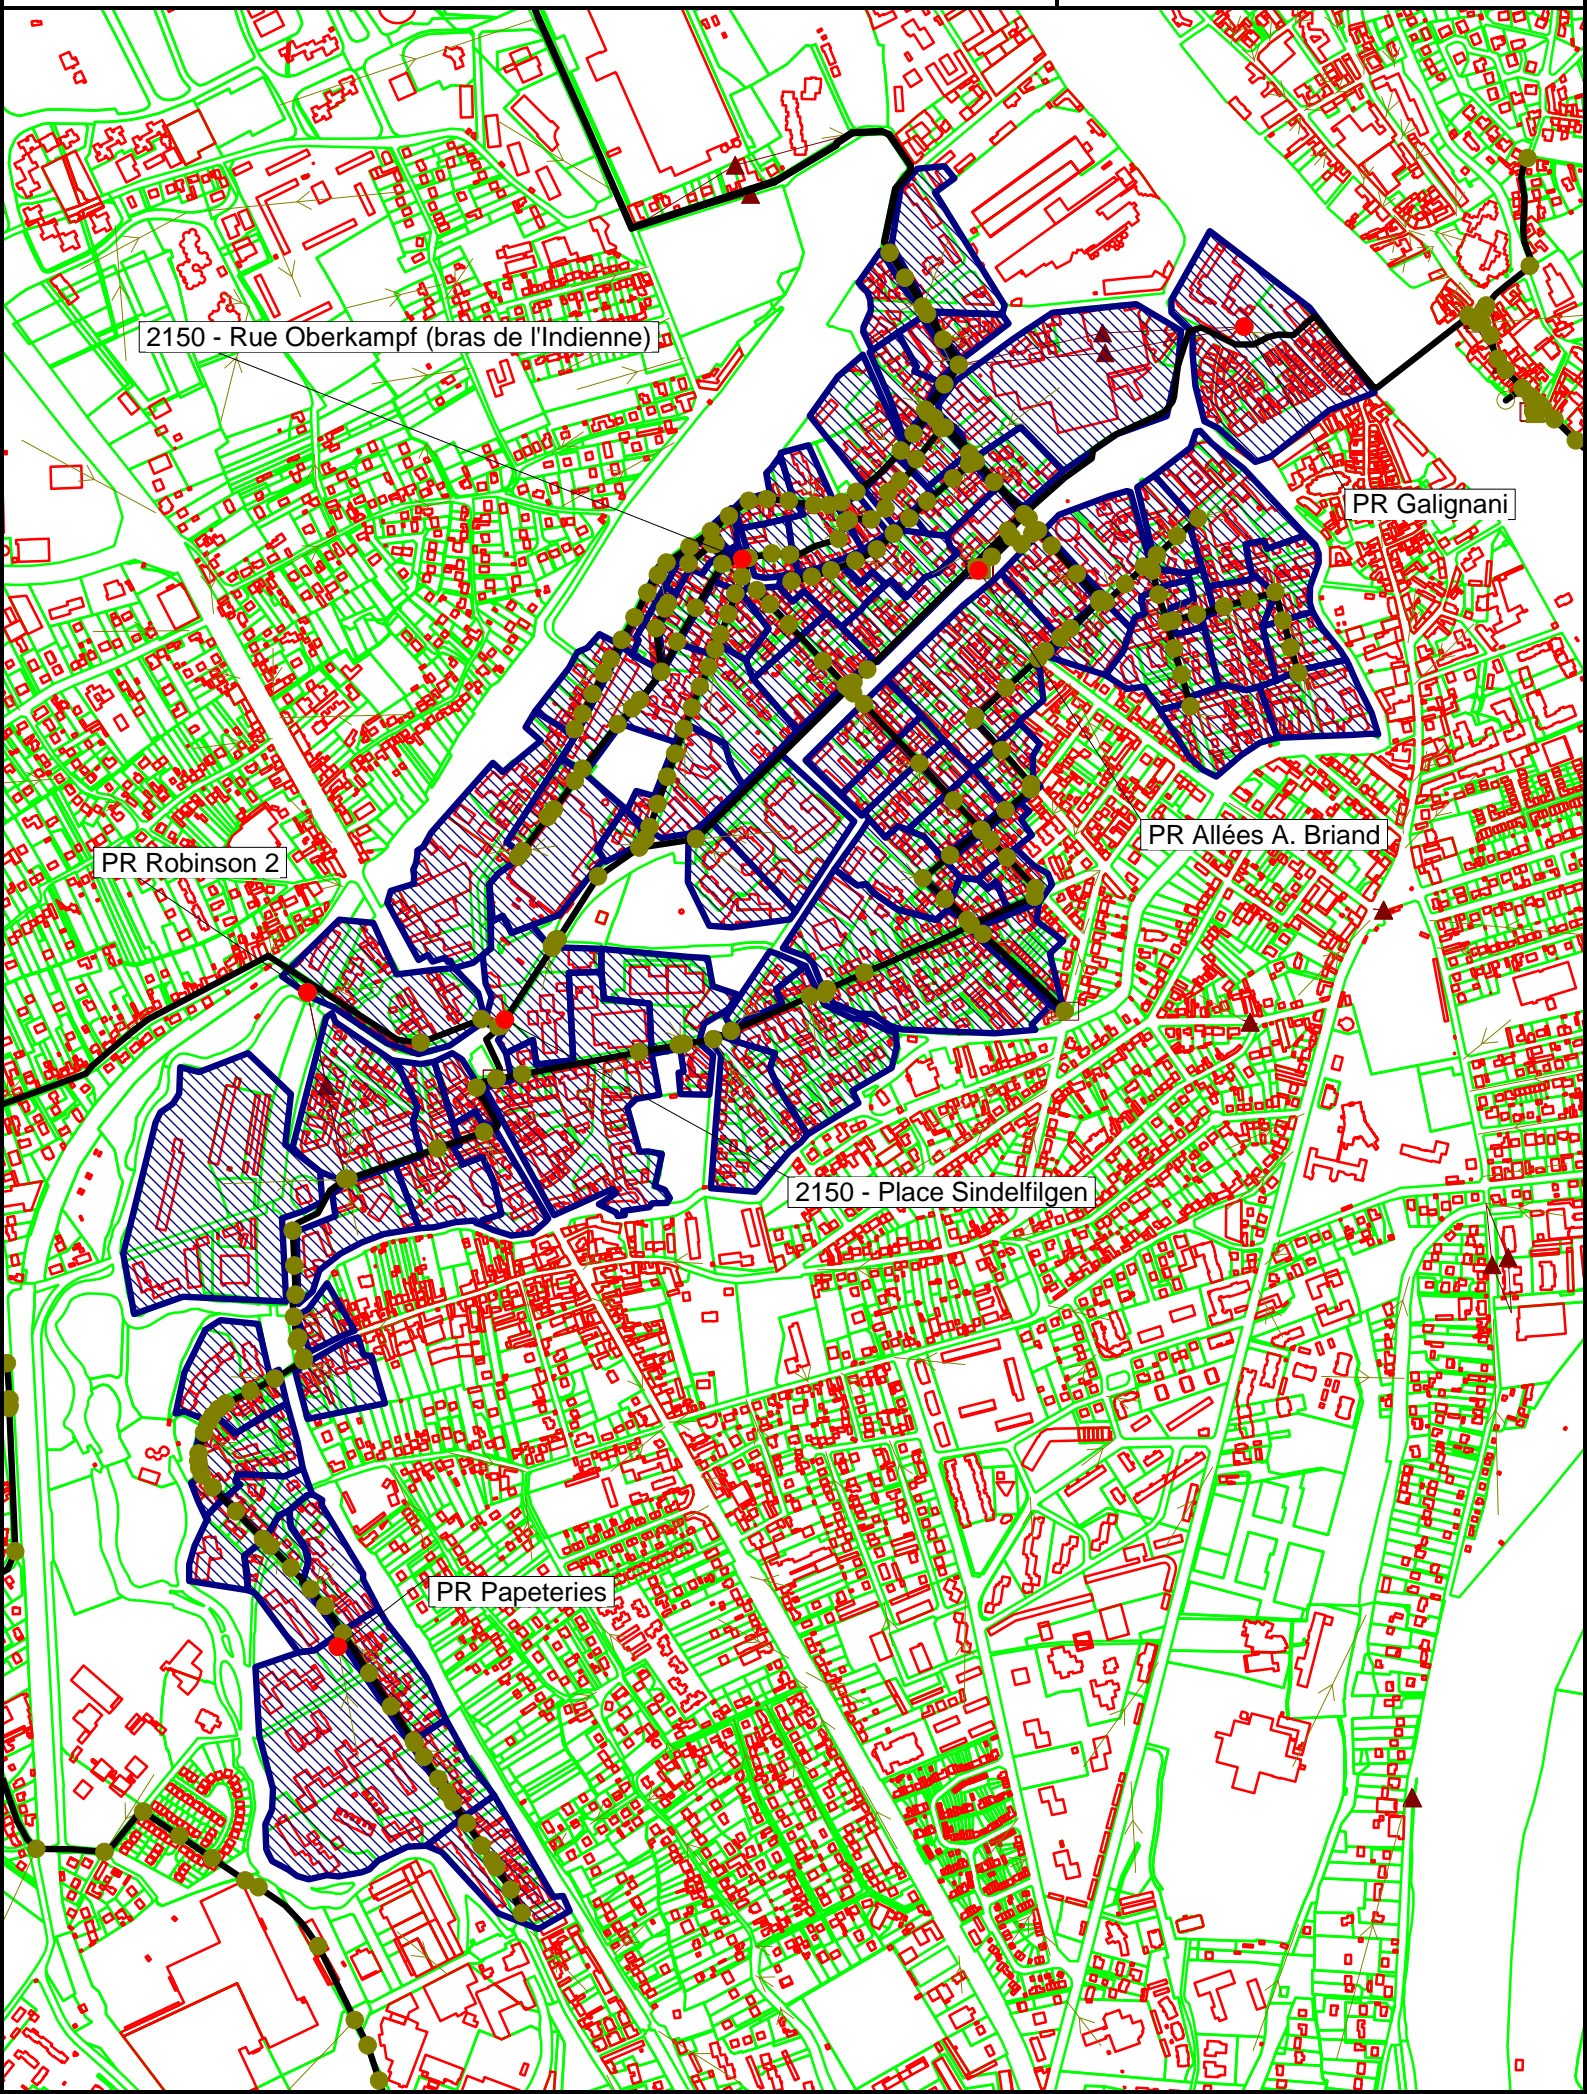 2150 - Rue Oberkampf (bras de l'Indienne)
PR Galignani
PR Allées A. Briand
PR Robinson 2
2150 - Place Sindelfilgen
PR Papeteries